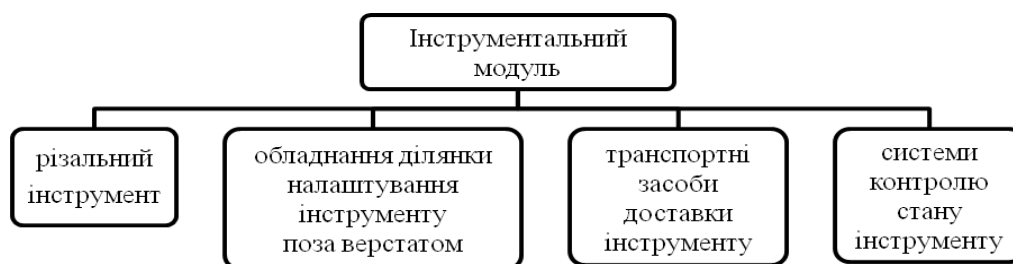 Інструментальний
модуль
різальний
інструмент
обладнання ділянки
налаштування
інструменту
поза верстатом
транспортні
засоби
доставки
інструменту
системи
контролю
стану
інструменту